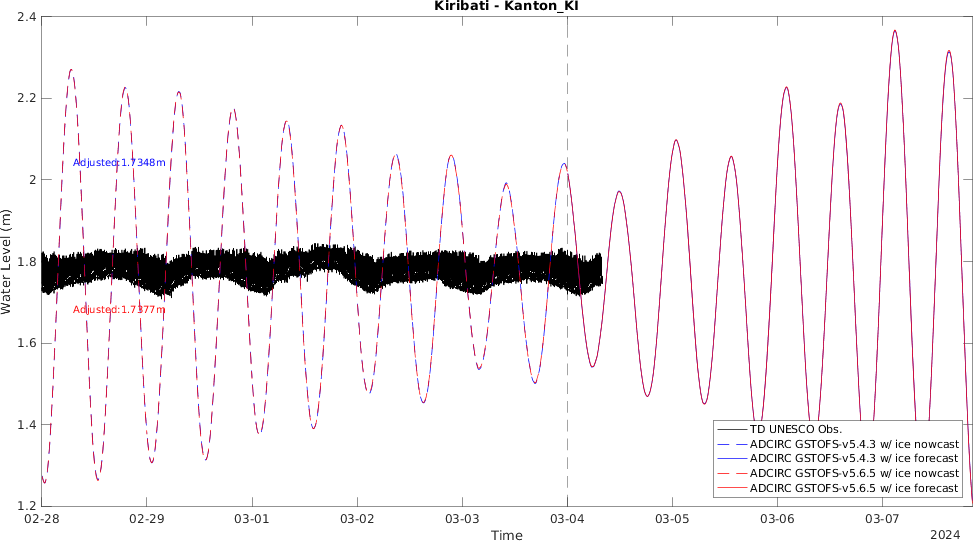 Kiribati - Kanton_KI
2.4
2.2
2
1.8
1.6
1.4
1.2
Water Level (m)
Adjusted:1.7348m
Adjusted:1.7377m
TD UNESCO Obs.
ADCIRC GSTOFS-v5.4.3 w/ ice nowcast
ADCIRC GSTOFS-v5.4.3 w/ ice forecast
ADCIRC GSTOFS-v5.6.5 w/ ice nowcast
ADCIRC GSTOFS-v5.6.5 w/ ice forecast
02-28 02-29 03-01 03-02 03-03 03-04 03-05 03-06 03-07
Time
2024